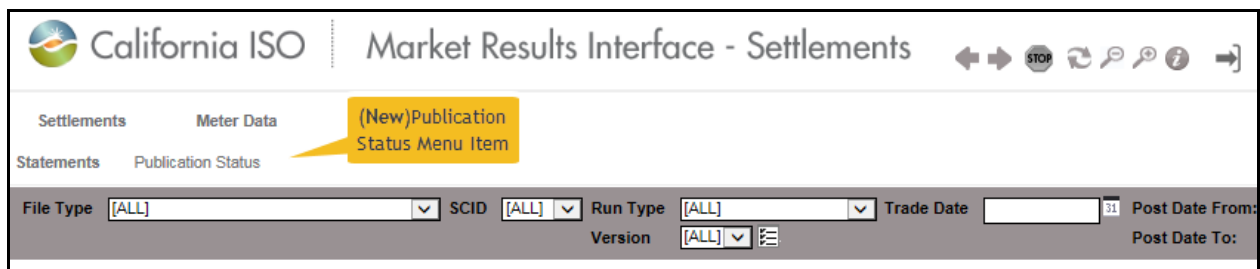 California ISO Market Results Interface - Settlements STOP
Settlements Meter Data
(New)Publication
Status Menu Item
Statements Publication Status
File Type [ALL] SCID [ALL] Run Type [ALL] Trade Date 31 Post Date From:
Version [ALL] Post Date To: